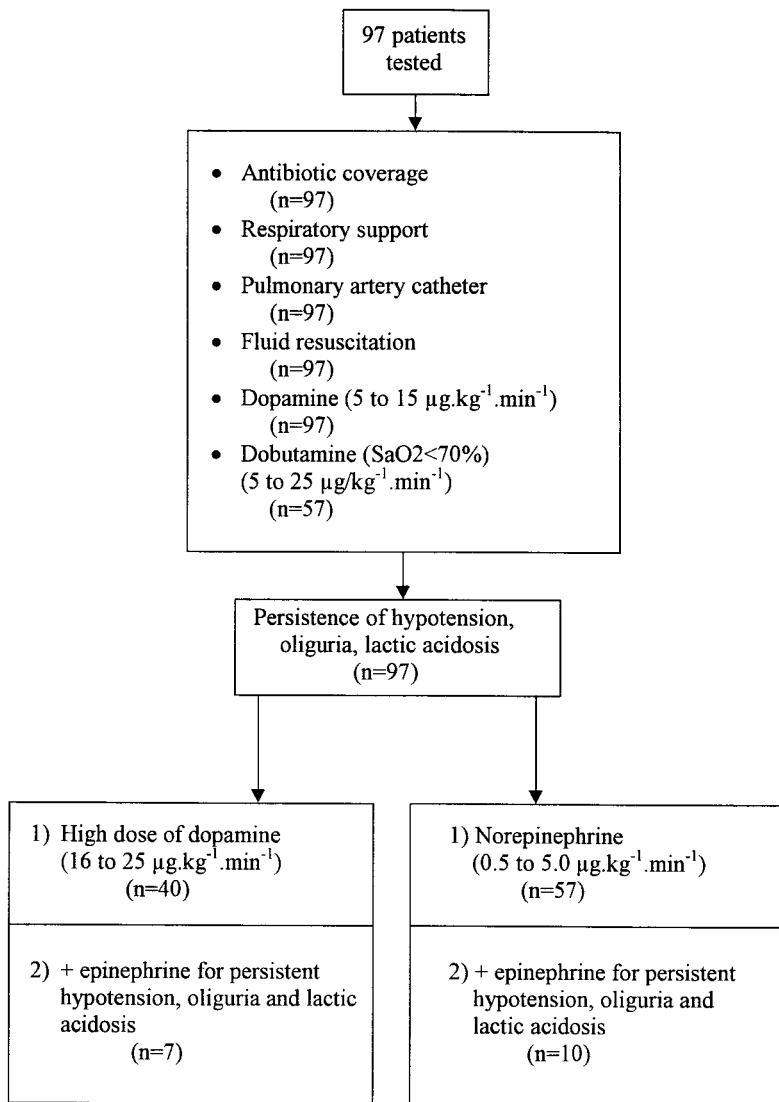 97 patients
tested
• Antibiotic coverage
(n=97)
• Respiratory support
(n=97)
• Pulmonary artery catheter
(n=97)
• Fluid resuscitation
(n=97)
• Dopamine (5 to 15 µg.kg⁻¹.min⁻¹)
(n=97)
• Dobutamine (SaO2<70%)
(5 to 25 µg/kg⁻¹.min⁻¹)
(n=57)
Persistence of hypotension,
oliguria, lactic acidosis
(n=97)
1) High dose of dopamine
(16 to 25 µg.kg⁻¹.min⁻¹)
(n=40)
2) + epinephrine for persistent
hypotension, oliguria and lactic
acidosis
(n=7)
1) Norepinephrine
(0.5 to 5.0 µg.kg⁻¹.min⁻¹)
(n=57)
2) + epinephrine for persistent
hypotension, oliguria and
lactic acidosis
(n=10)